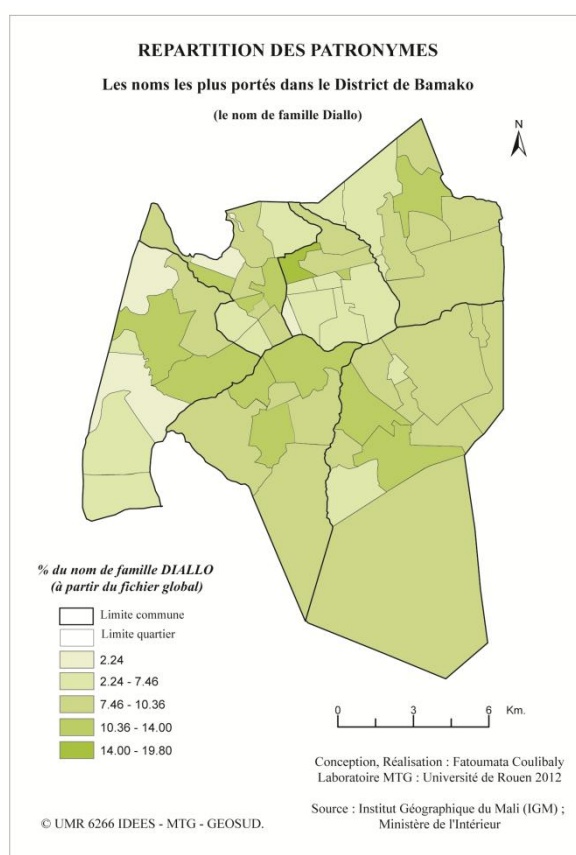 REPARTITION DES PATRONYMES
Les noms les plus portés dans le District de Bamako
(le nom de famille Diallo)
N
% du nom de famille DIALLO
(à partir du fichier global)
Limite commune
Limite quartier
2.24
2.24 - 7.46
7.46 - 10.36
10.36 - 14.00
14.00 - 19.80
0 3 6 Km.
Conception, Réalisation : Fatoumata Coulibaly
Laboratoire MTG : Université de Rouen 2012
Source : Institut Géographique du Mali (IGM) ;
Ministère de l'Intérieur
© UMR 6266 IDEES - MTG - GEOSUD.